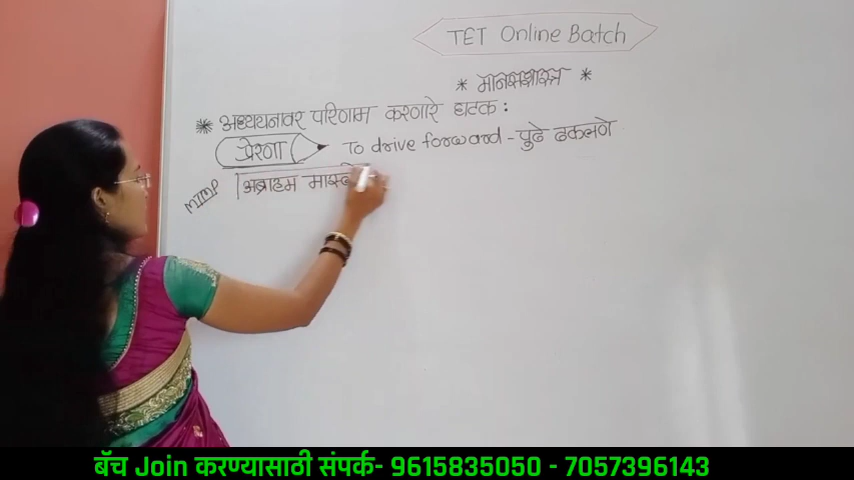 TET Online Batch
* मानसशास्त्र *
* अध्ययनावर परिणाम करणारे घटक :
प्रेरणा To drive forward - पुढे ढकलणे
MIMP अब्राहम मास्लो
बॅच Join करण्यासाठी संपर्क- 9615835050 - 7057396143